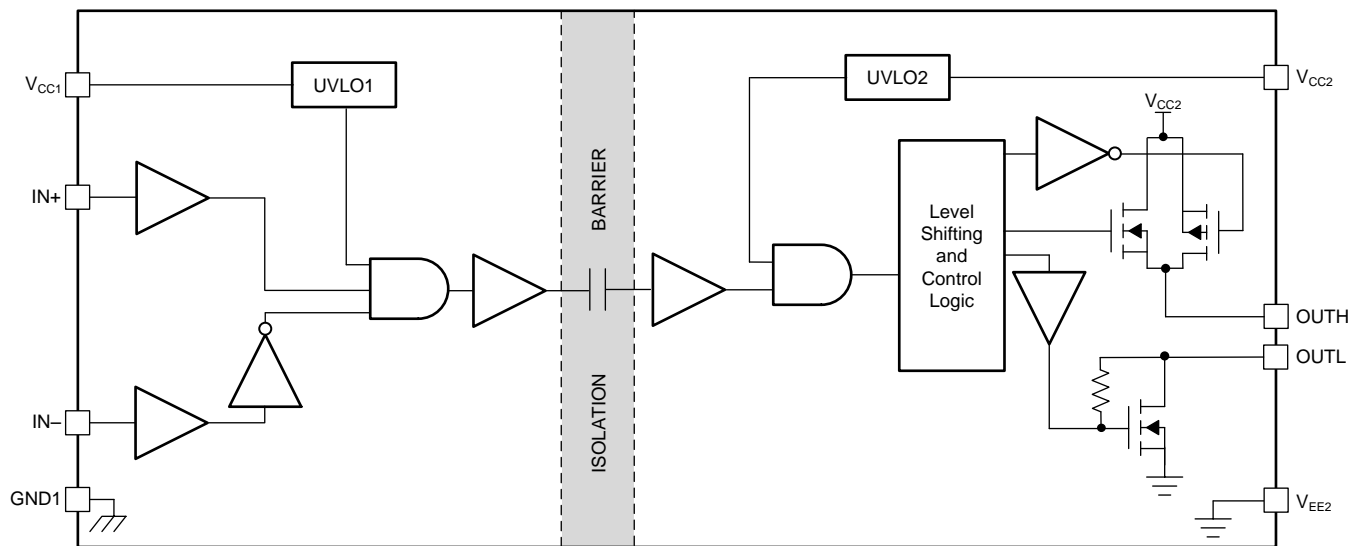 VCC1
UVLO1
UVLO2
VCC2
VCC2
IN+
BARRIER
Level
Shifting
and
Control
Logic
OUTH
OUTL
ISOLATION
IN–
GND1
VEE2